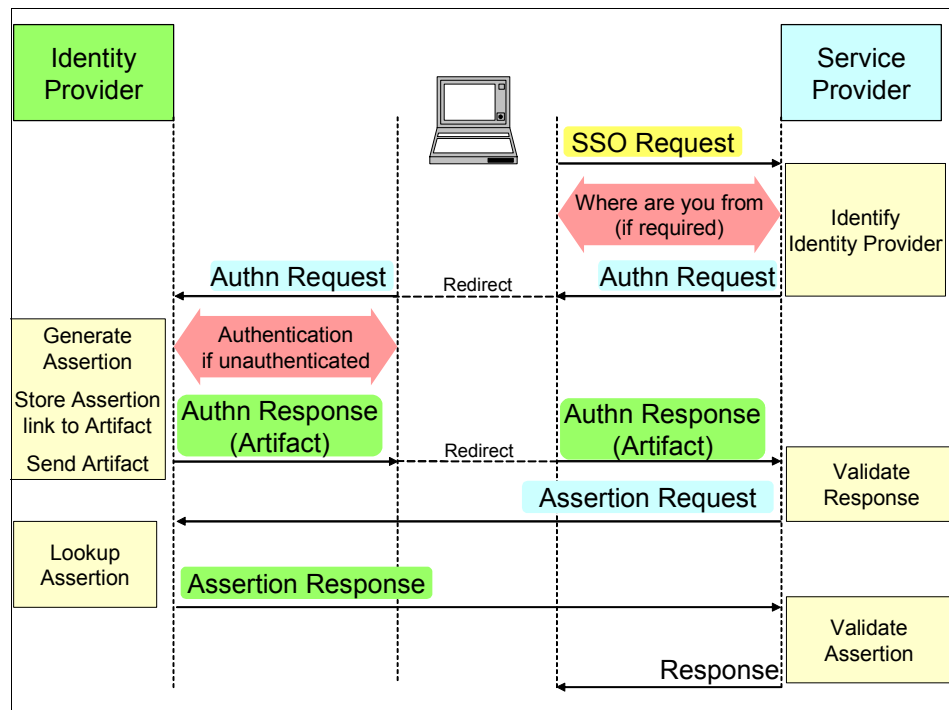 Identity
Provider
Service
Provider
SSO Request
Where are you from
(if required)
Identify
Identity Provider
Authn Request
Redirect
Authn Request
Generate
Assertion
Store Assertion
link to Artifact
Send Artifact
Authentication
if unauthenticated
Authn Response
(Artifact)
Redirect
Authn Response
(Artifact)
Validate
Response
Assertion Request
Lookup
Assertion
Assertion Response
Validate
Assertion
Response